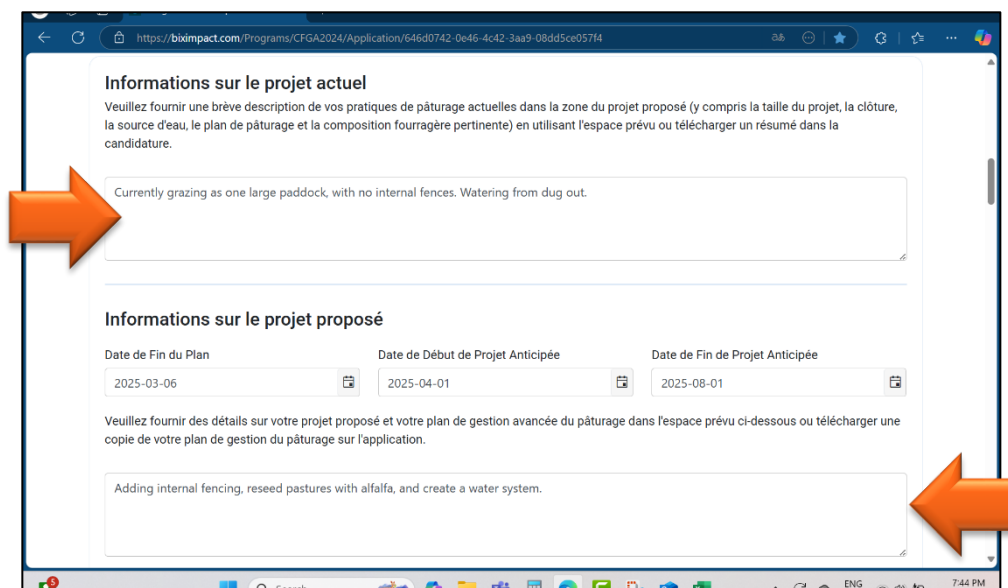 https://biximpact.com/Programs/CFGA2024/Application/646d0742-0e46-4c42-3aa9-08dd5ce057f4
Informations sur le projet actuel
Veuillez fournir une brève description de vos pratiques de pâturage actuelles dans la zone du projet proposé (y compris la taille du projet, la clôture,
la source d'eau, le plan de pâturage et la composition fourragère pertinente) en utilisant l'espace prévu ou télécharger un résumé dans la
candidature.
Currently grazing as one large paddock, with no internal fences. Watering from dug out.
Informations sur le projet proposé
Date de Fin du Plan Date de Début de Projet Anticipée Date de Fin de Projet Anticipée
2025-03-06 2025-04-01 2025-08-01
Veuillez fournir des détails sur votre projet proposé et votre plan de gestion avancée du pâturage dans l'espace prévu ci-dessous ou télécharger une
copie de votre plan de gestion du pâturage sur l'application.
Adding internal fencing, reseed pastures with alfalfa, and create a water system.
5 Search ENG 7:44 PM